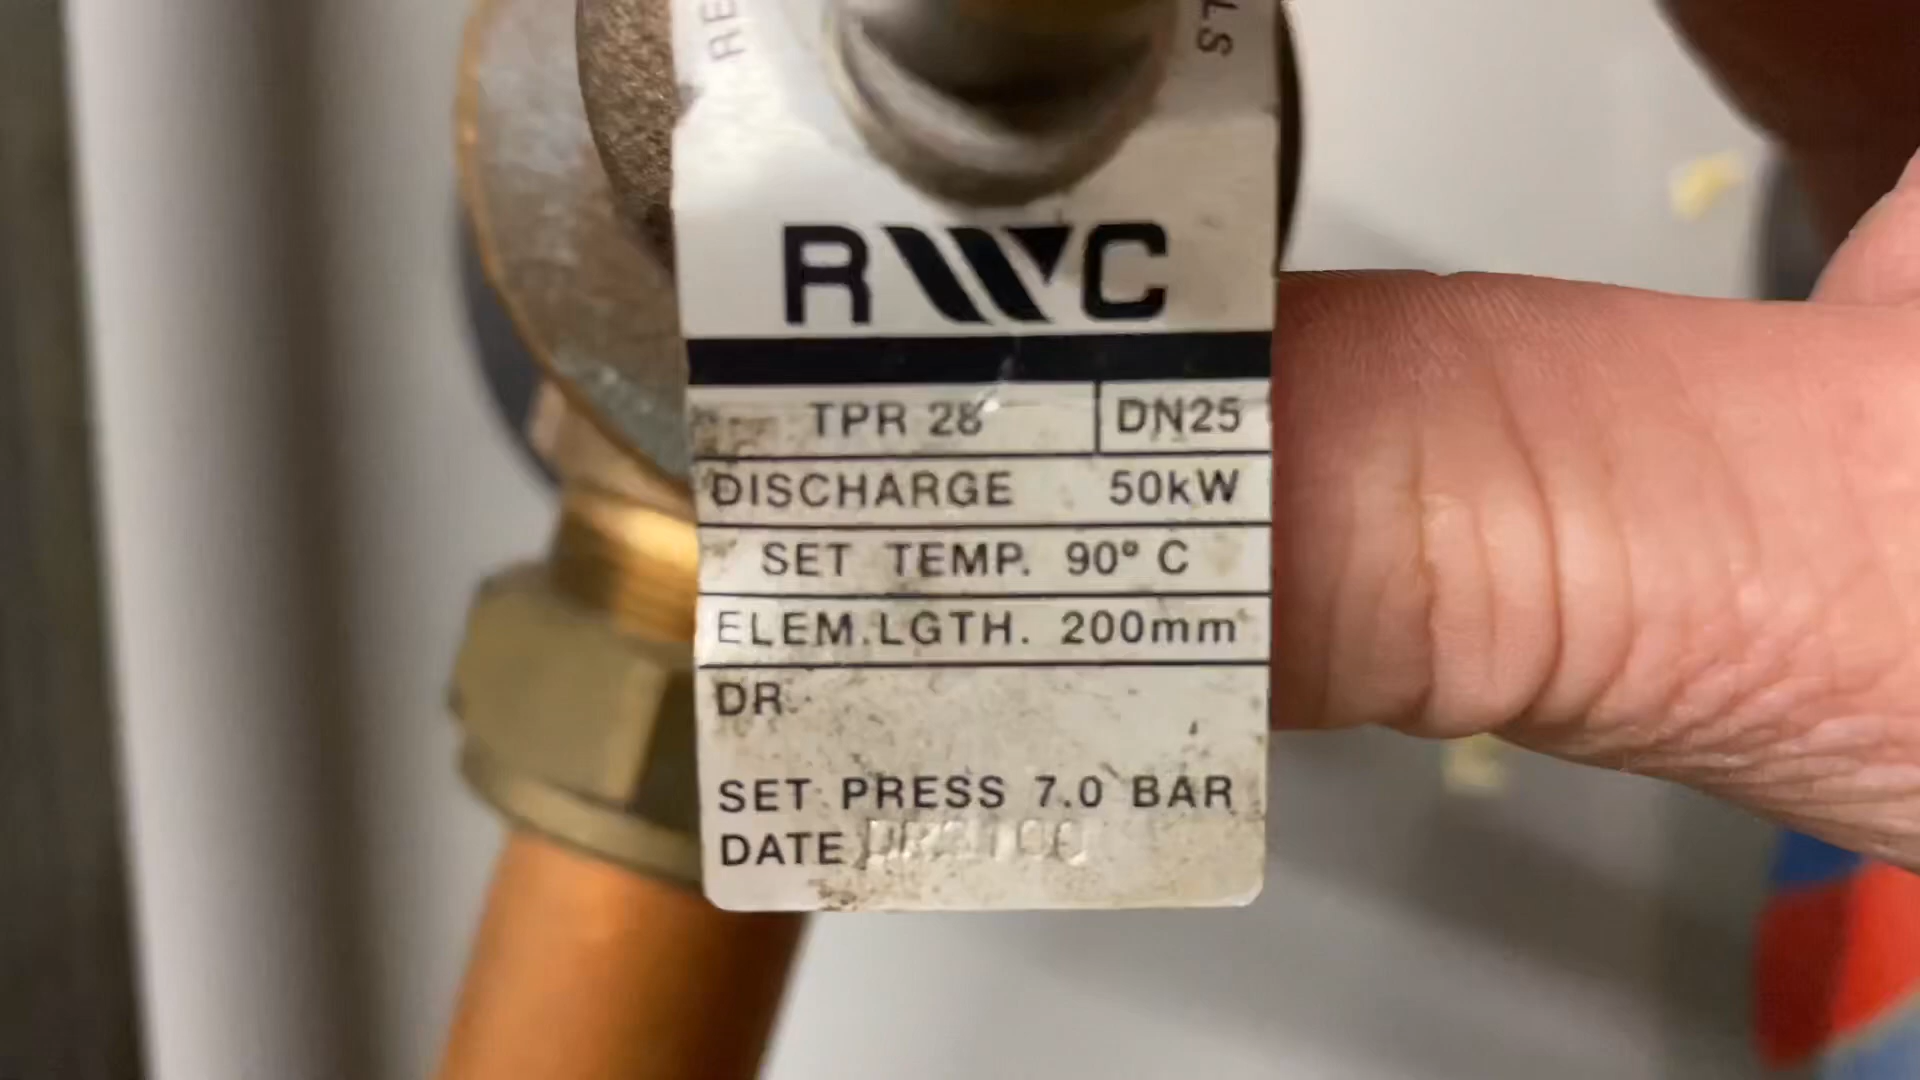 RWC
TPR 28 DN25
DISCHARGE 50kW
SET TEMP. 90° C
ELEM.LGTH. 200mm
DR.
SET PRESS 7.0 BAR
DATE